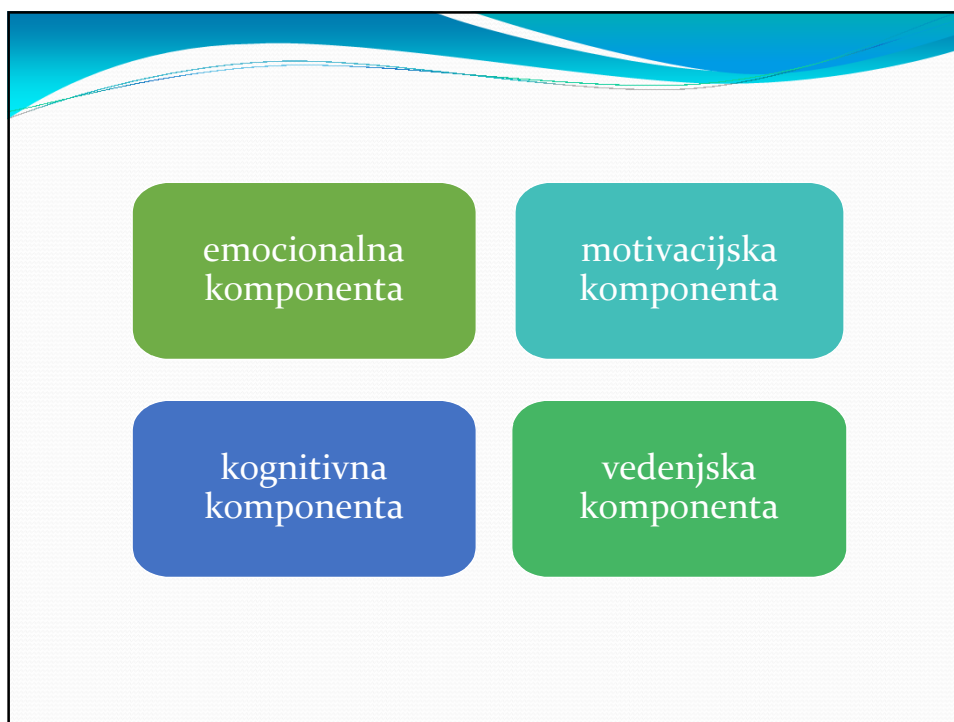 emocionalna
komponenta
motivacijska
komponenta
kognitivna
komponenta
vedenjska
komponenta